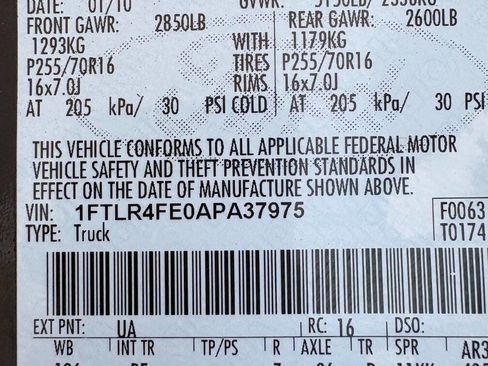 DATE: 01/10 GVWR: 5150LB/ 2336KG
FRONT GAWR: 2850LB REAR GAWR: 2600LB
1293KG WITH 1179KG
P255/70R16 TIRES P255/70R16
16x7.0J RIMS 16x7.0J
AT 205 kPa/ 30 PSI COLD AT 205 kPa/ 30 PSI
THIS VEHICLE CONFORMS TO ALL APPLICABLE FEDERAL MOTOR
VEHICLE SAFETY AND THEFT PREVENTION STANDARDS IN
EFFECT ON THE DATE OF MANUFACTURE SHOWN ABOVE.
VIN: 1FTLR4FE0APA37975 F0063
TYPE: Truck T0174
EXT PNT: UA RC: 16 DSO:
WB INT TR TP/PS R AXLE TR SPR AR3